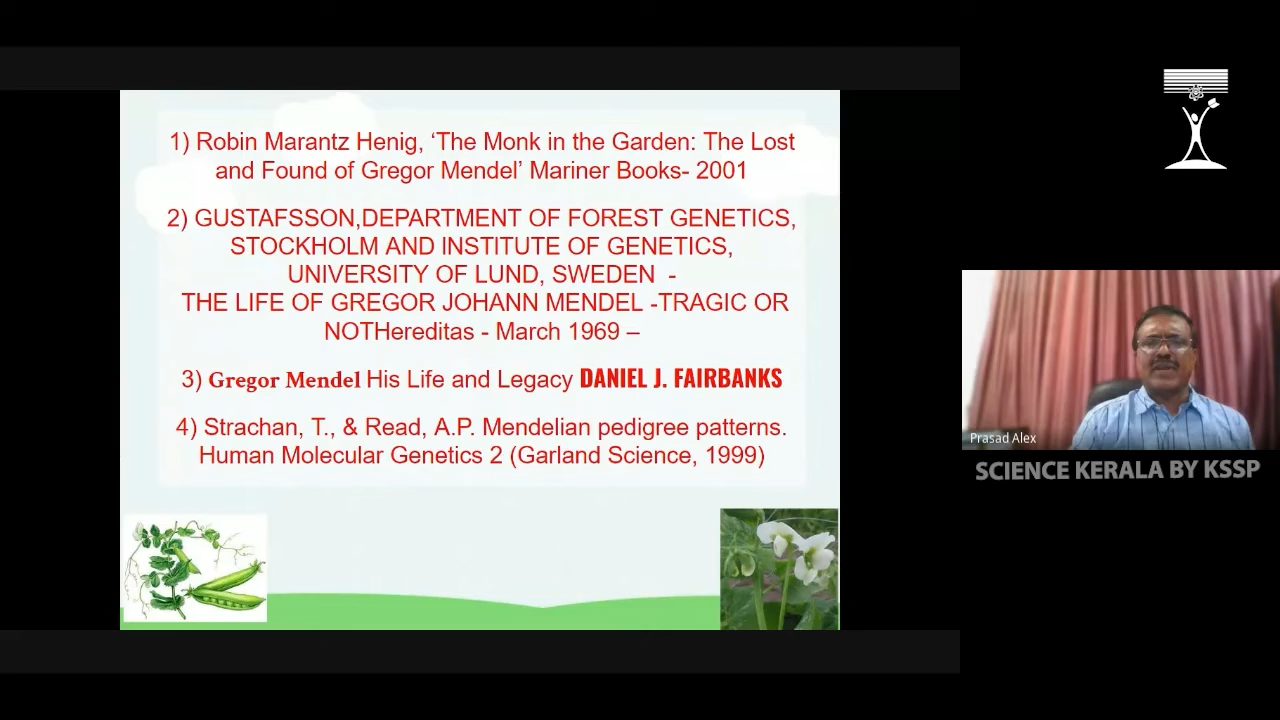 1) Robin Marantz Henig, ‘The Monk in the Garden: The Lost
and Found of Gregor Mendel’ Mariner Books- 2001
2) GUSTAFSSON,DEPARTMENT OF FOREST GENETICS,
STOCKHOLM AND INSTITUTE OF GENETICS,
UNIVERSITY OF LUND, SWEDEN -
THE LIFE OF GREGOR JOHANN MENDEL -TRAGIC OR
NOTHereditas - March 1969 –
3) Gregor Mendel His Life and Legacy DANIEL J. FAIRBANKS
4) Strachan, T., & Read, A.P. Mendelian pedigree patterns.
Human Molecular Genetics 2 (Garland Science, 1999)
Prasad Alex
SCIENCE KERALA BY KSSP